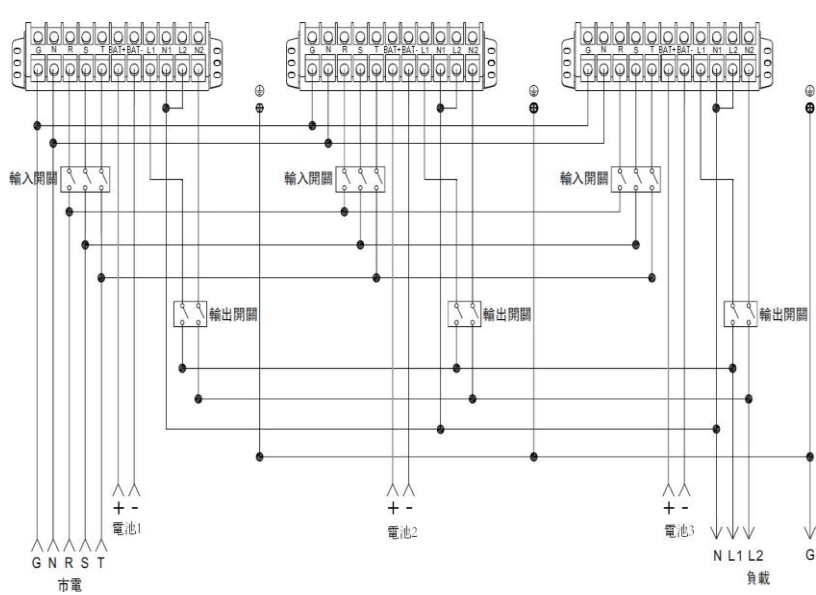 G N R S T BAT+ BAT- L1 N1 L2 N2
G N R S T BAT+ BAT- L1 N1 L2 N2
G N R S T BAT+ BAT- L1 N1 L2 N2
輸入開關
輸入開關
輸入開關
輸出開關
輸出開關
輸出開關
+ -
電池1
+ -
電池2
+ -
電池3
G N R S T
市電
N L1 L2
負載
G